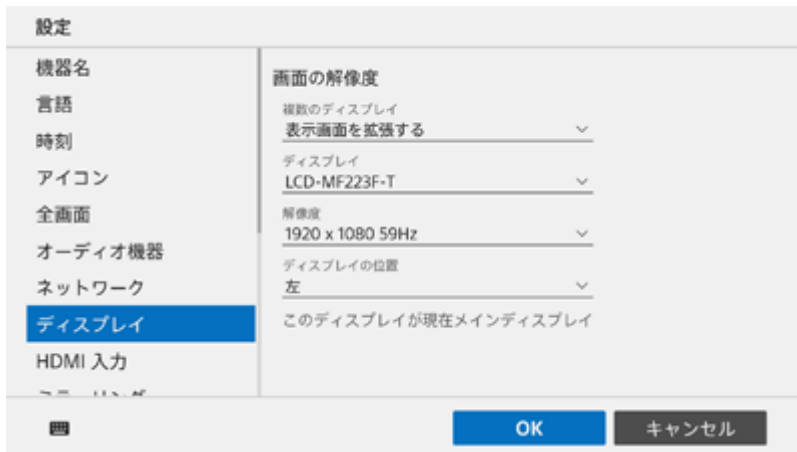 設定
機器名
言語
時刻
アイコン
全画面
オーディオ機器
ネットワーク
ディスプレイ
HDMI 入力
画面の解像度
複数のディスプレイ
表示画面を拡張する
ディスプレイ
LCD-MF223F-T
解像度
1920 x 1080 59Hz
ディスプレイの位置
左
このディスプレイが現在メインディスプレイ
OK
キャンセル